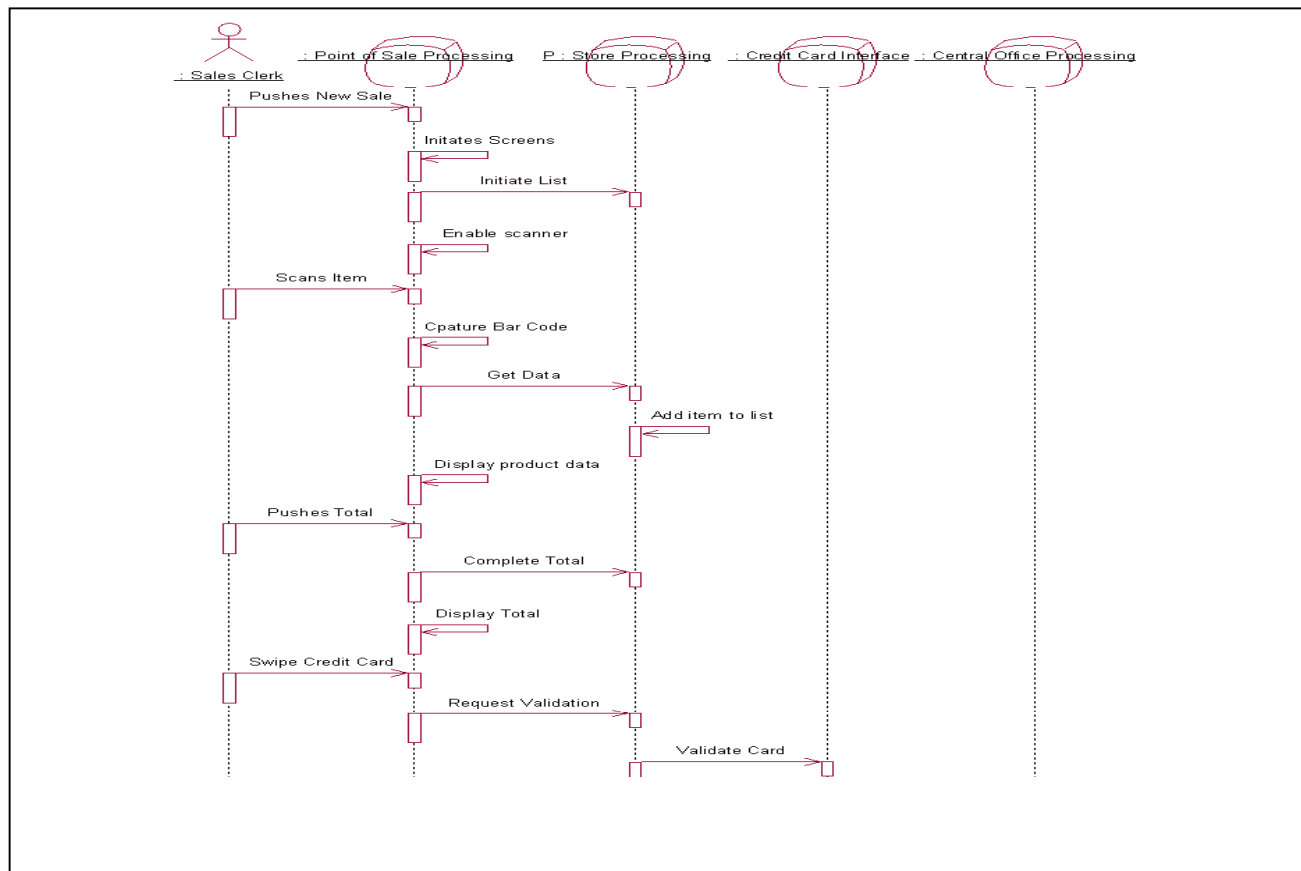 : Point of Sale Processing
P : Store Processing
: Credit Card Interface
: Central Office Processing
: Sales Clerk
Pushes New Sale
Initates Screens
Initiate List
Enable scanner
Scans Item
Cpature Bar Code
Get Data
Add item to list
Display product data
Pushes Total
Complete Total
Display Total
Swipe Credit Card
Request Validation
Validate Card